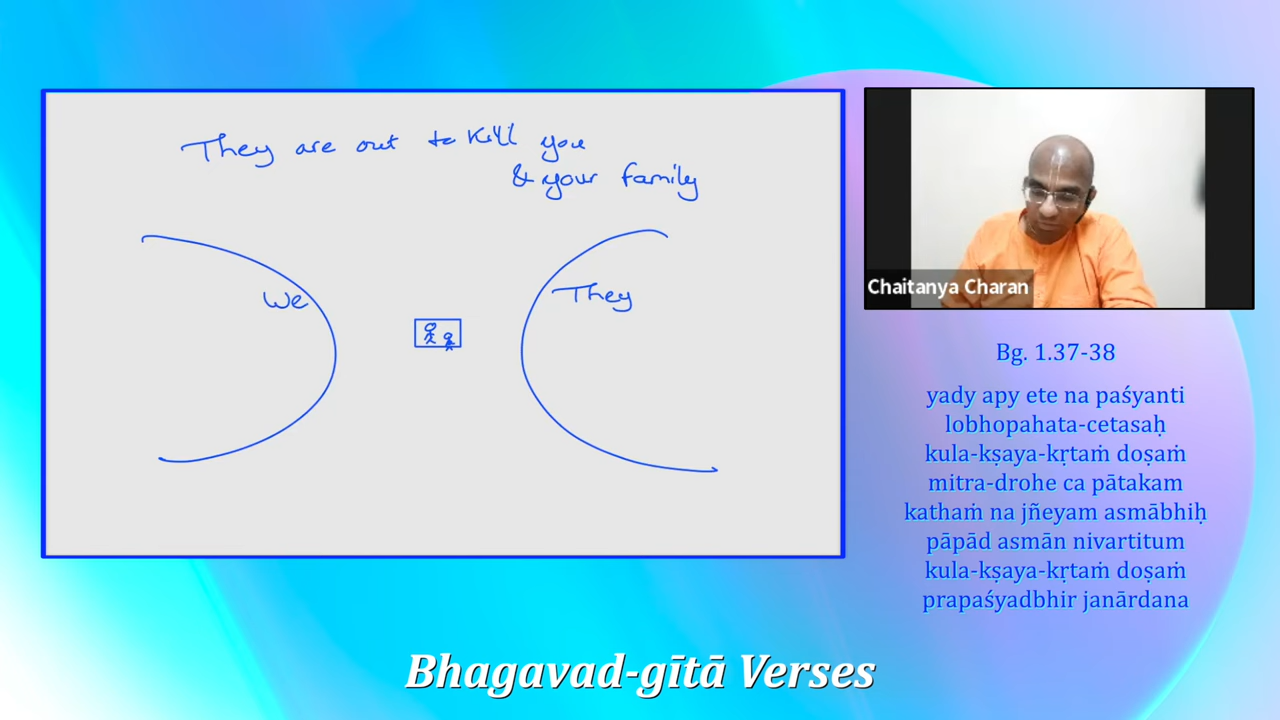 They are out to kill you
& your family
We
They
Chaitanya Charan
Bg. 1.37-38
yady apy ete na paśyanti
lobhopahata-cetasaḥ
kula-kṣaya-kṛtaṁ doṣaṁ
mitra-drohe ca pātakam
kathaṁ na jñeyam asmābhiḥ
pāpād asmān nivartitum
kula-kṣaya-kṛtaṁ doṣaṁ
prapaśyadbhir janārdana
Bhagavad-gītā Verses